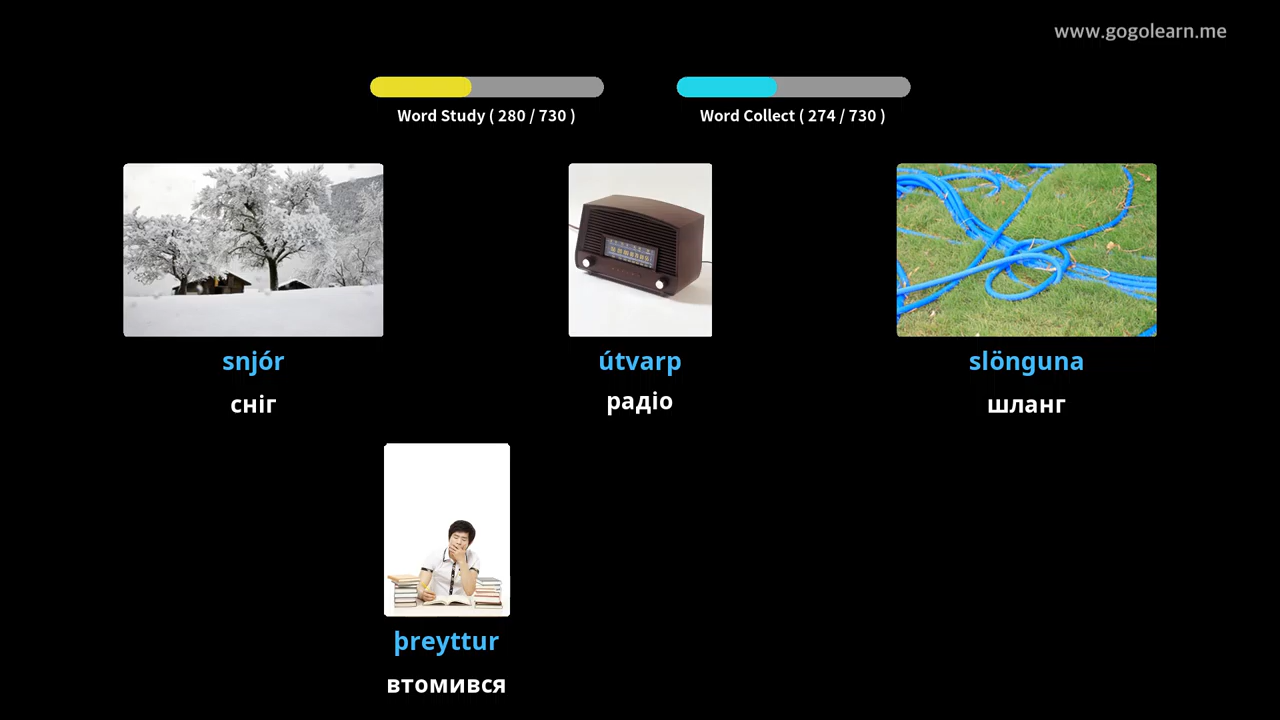 www.gogolearn.me
Word Study ( 280 / 730 )
Word Collect ( 274 / 730 )
snjór
сніг
útvarp
радіо
slönguna
шланг
þreyttur
втомився